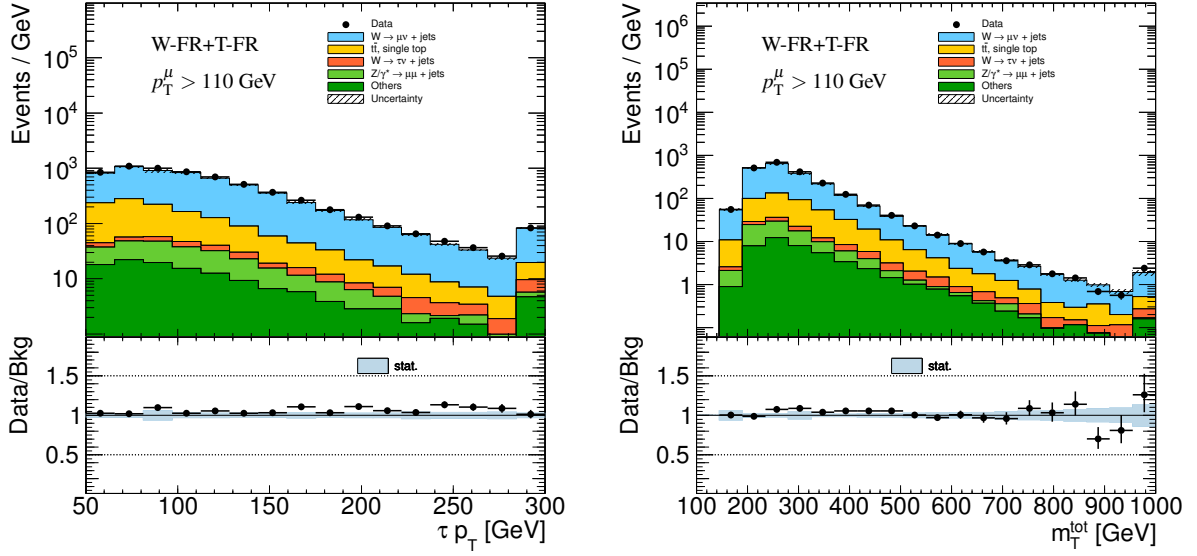 Events / GeV
10^5
10^4
10^3
10^2
10
W-FR+T-FR
p_T^μ > 110 GeV
Data
W → μν + jets
tt̄, single top
W → τν + jets
Z/γ* → μμ + jets
Others
Uncertainty
Data/Bkg
1.5
1
0.5
stat.
50 100 150 200 250 300
τ p_T [GeV]
Events / GeV
10^6
10^5
10^4
10^3
10^2
10
1
W-FR+T-FR
p_T^μ > 110 GeV
Data
W → μν + jets
tt̄, single top
W → τν + jets
Z/γ* → μμ + jets
Others
Uncertainty
Data/Bkg
1.5
1
0.5
stat.
100 200 300 400 500 600 700 800 900 1000
m_T^tot [GeV]